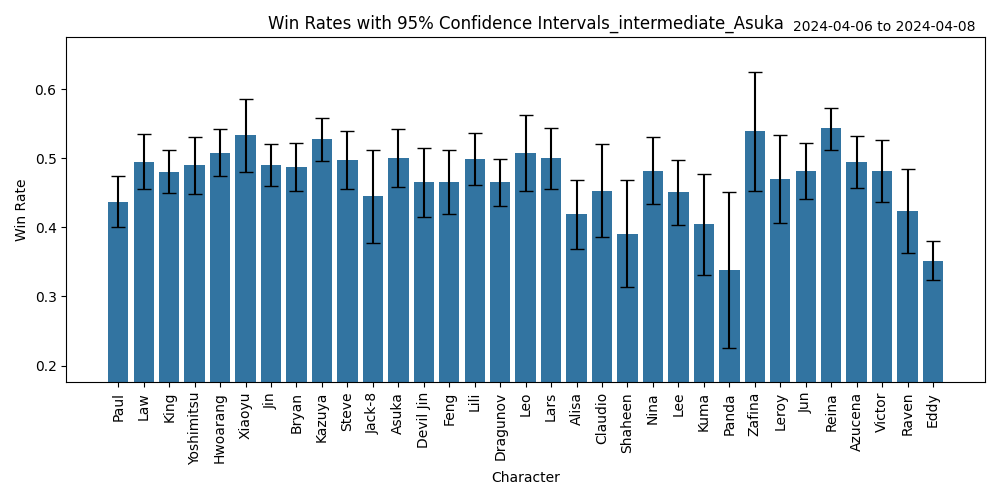 Win Rates with 95% Confidence Intervals_intermediate_Asuka
2024-04-06 to 2024-04-08
Win Rate
0.6
0.5
0.4
0.3
0.2
Paul
Law
King
Yoshimitsu
Hwoarang
Xiaoyu
Jin
Bryan
Kazuya
Steve
Jack-8
Asuka
Devil Jin
Feng
Lili
Dragunov
Leo
Lars
Alisa
Claudio
Shaheen
Nina
Lee
Kuma
Panda
Zafina
Leroy
Jun
Reina
Azucena
Victor
Raven
Eddy
Character